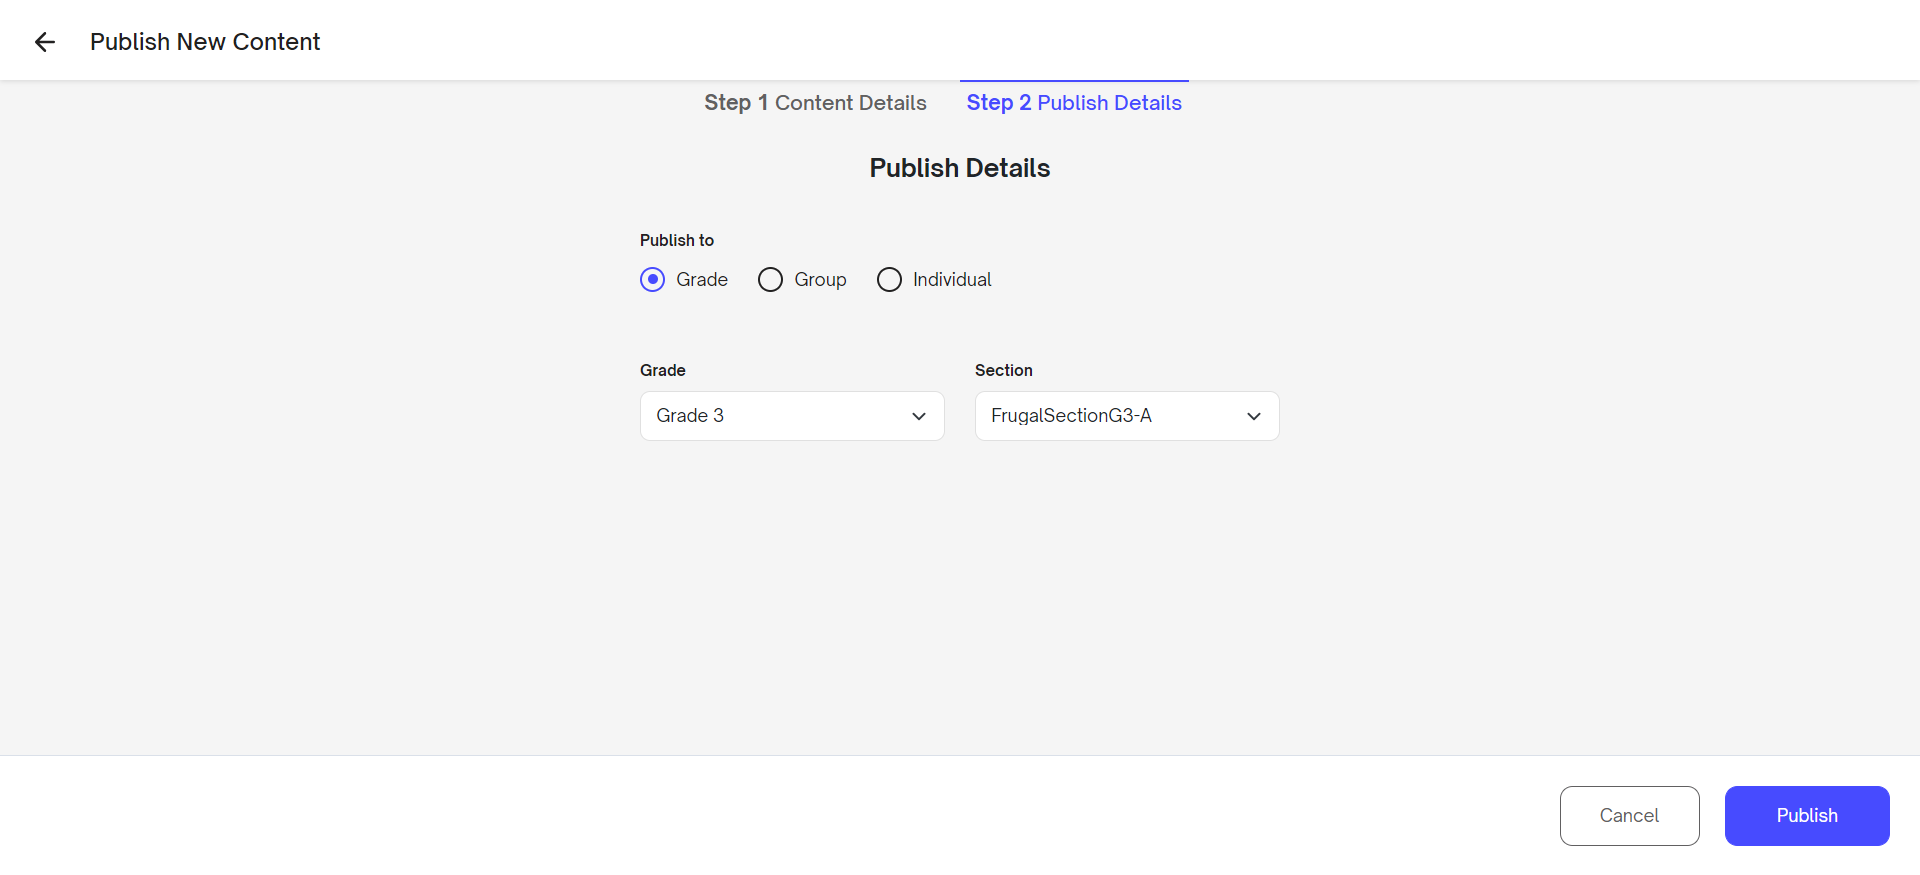 Publish New Content
Step 1 Content Details
Step 2 Publish Details
Publish Details
Publish to
Grade
Group
Individual
Grade
Section
Grade 3
FrugalSectionG3-A
Cancel
Publish